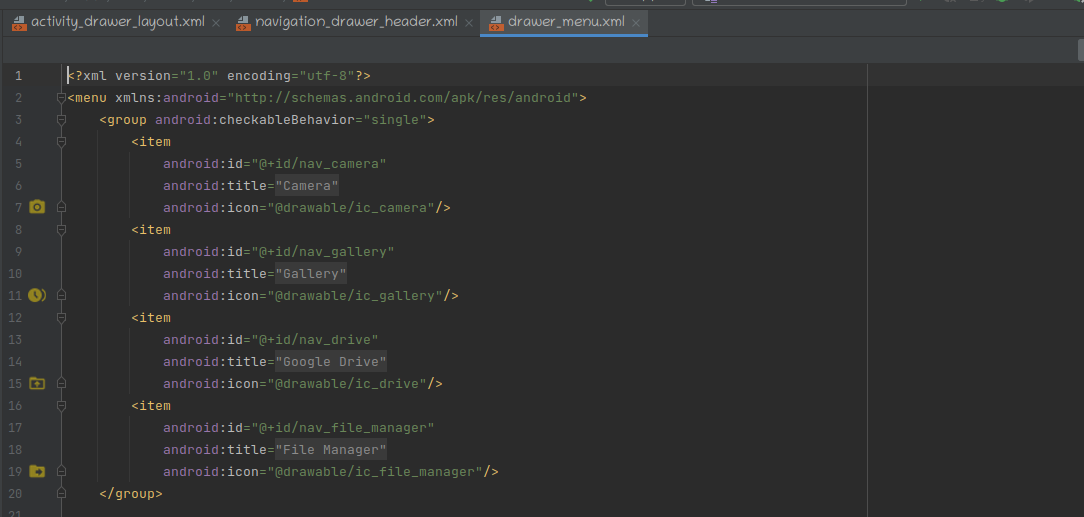 activity_drawer_layout.xml navigation_drawer_header.xml drawer_menu.xml
1 <?xml version="1.0" encoding="utf-8"?>
2 <menu xmlns:android="http://schemas.android.com/apk/res/android">
3 <group android:checkableBehavior="single">
4 <item
5 android:id="@+id/nav_camera"
6 android:title="Camera"
7 android:icon="@drawable/ic_camera"/>
8 <item
9 android:id="@+id/nav_gallery"
10 android:title="Gallery"
11 android:icon="@drawable/ic_gallery"/>
12 <item
13 android:id="@+id/nav_drive"
14 android:title="Google Drive"
15 android:icon="@drawable/ic_drive"/>
16 <item
17 android:id="@+id/nav_file_manager"
18 android:title="File Manager"
19 android:icon="@drawable/ic_file_manager"/>
20 </group>
21